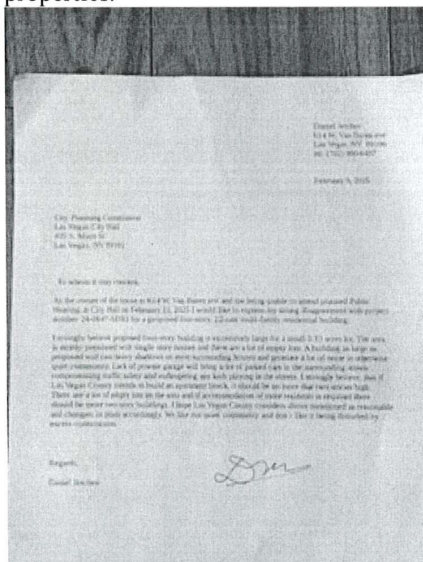 properties.
Daniel
614 W. Van Buren ave
Las Vegas, NV 89106
February 9, 2025
City Planning Commission
Las Vegas City Hall
495 S. Main St
Las Vegas, NV 89101
To whom it may concern,
As the owner of the house at 614 W. Van Buren ave and me being unable to attend planned Public
Hearing at City Hall on February 11, 2025 I would like to express my strong disagreement with project
number for a proposed four-story, 22-unit multi-family residential building.
I strongly believe proposed four-story building is excessively large for a small 0.33 acres lot. The area
is mostly presented with single story houses and there are a lot of empty lots. A building as large as
proposed will cast heavy shadows on most surrounding houses and generate a lot of noise in otherwise
quiet community. Lack of private garage will bring a lot of parked cars in the surrounding streets
compromising traffic safety and endangering any kids playing in the streets. I strongly believe, that if
Las Vegas County intends to build an apartment block, it should be no more that two stories high.
There are a lot of empty lots in the area and if accommodation of more residents is required there
should be more two story buildings. I hope Las Vegas County considers above mentioned as reasonable
and changes its plans accordingly. We like our quiet community and don't like it being disturbed by
excess construction.
Regards,
Daniel